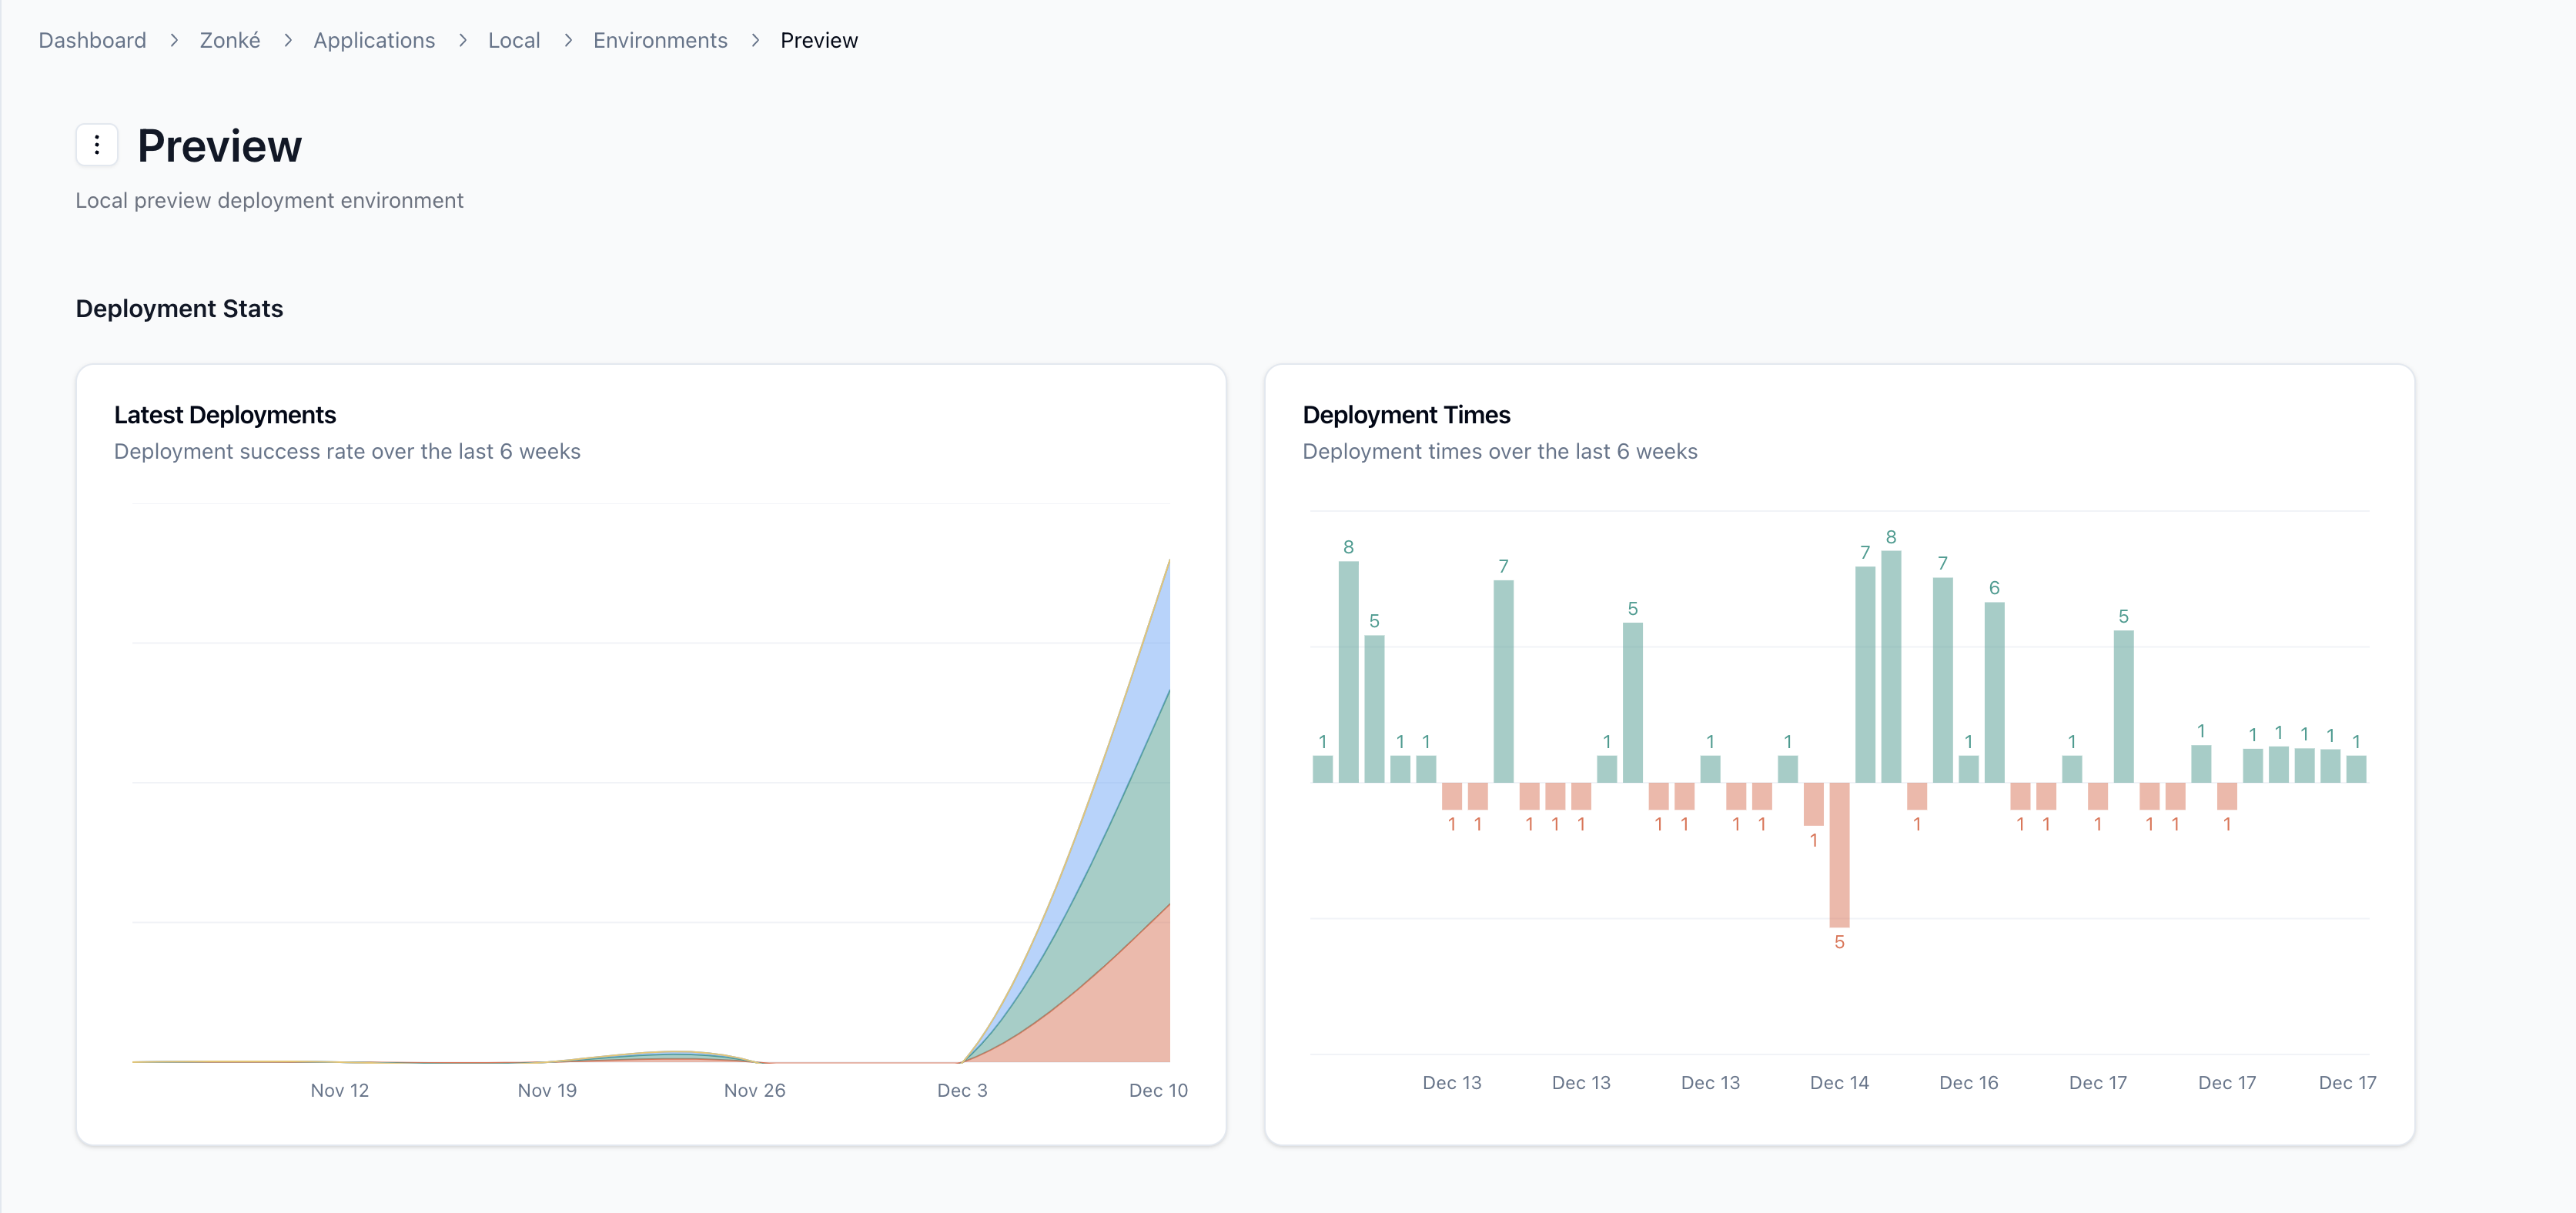 Dashboard > Zonké > Applications > Local > Environments > Preview
Preview
Local preview deployment environment
Deployment Stats
Latest Deployments
Deployment success rate over the last 6 weeks
Nov 12 Nov 19 Nov 26 Dec 3 Dec 10
Deployment Times
Deployment times over the last 6 weeks
1 8 5 1 1 1 1 7 1 1 1 1 5 1 1 1 1 1 1 1 5 7 8 1 7 1 6 1 1 1 1 5 1 1 1 1 1 1 1 1 1
Dec 13 Dec 13 Dec 13 Dec 14 Dec 16 Dec 17 Dec 17 Dec 17